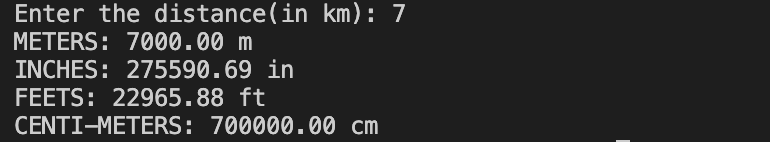 Enter the distance(in km): 7
METERS: 7000.00 m
INCHES: 275590.69 in
FEETS: 22965.88 ft
CENTI-METERS: 700000.00 cm